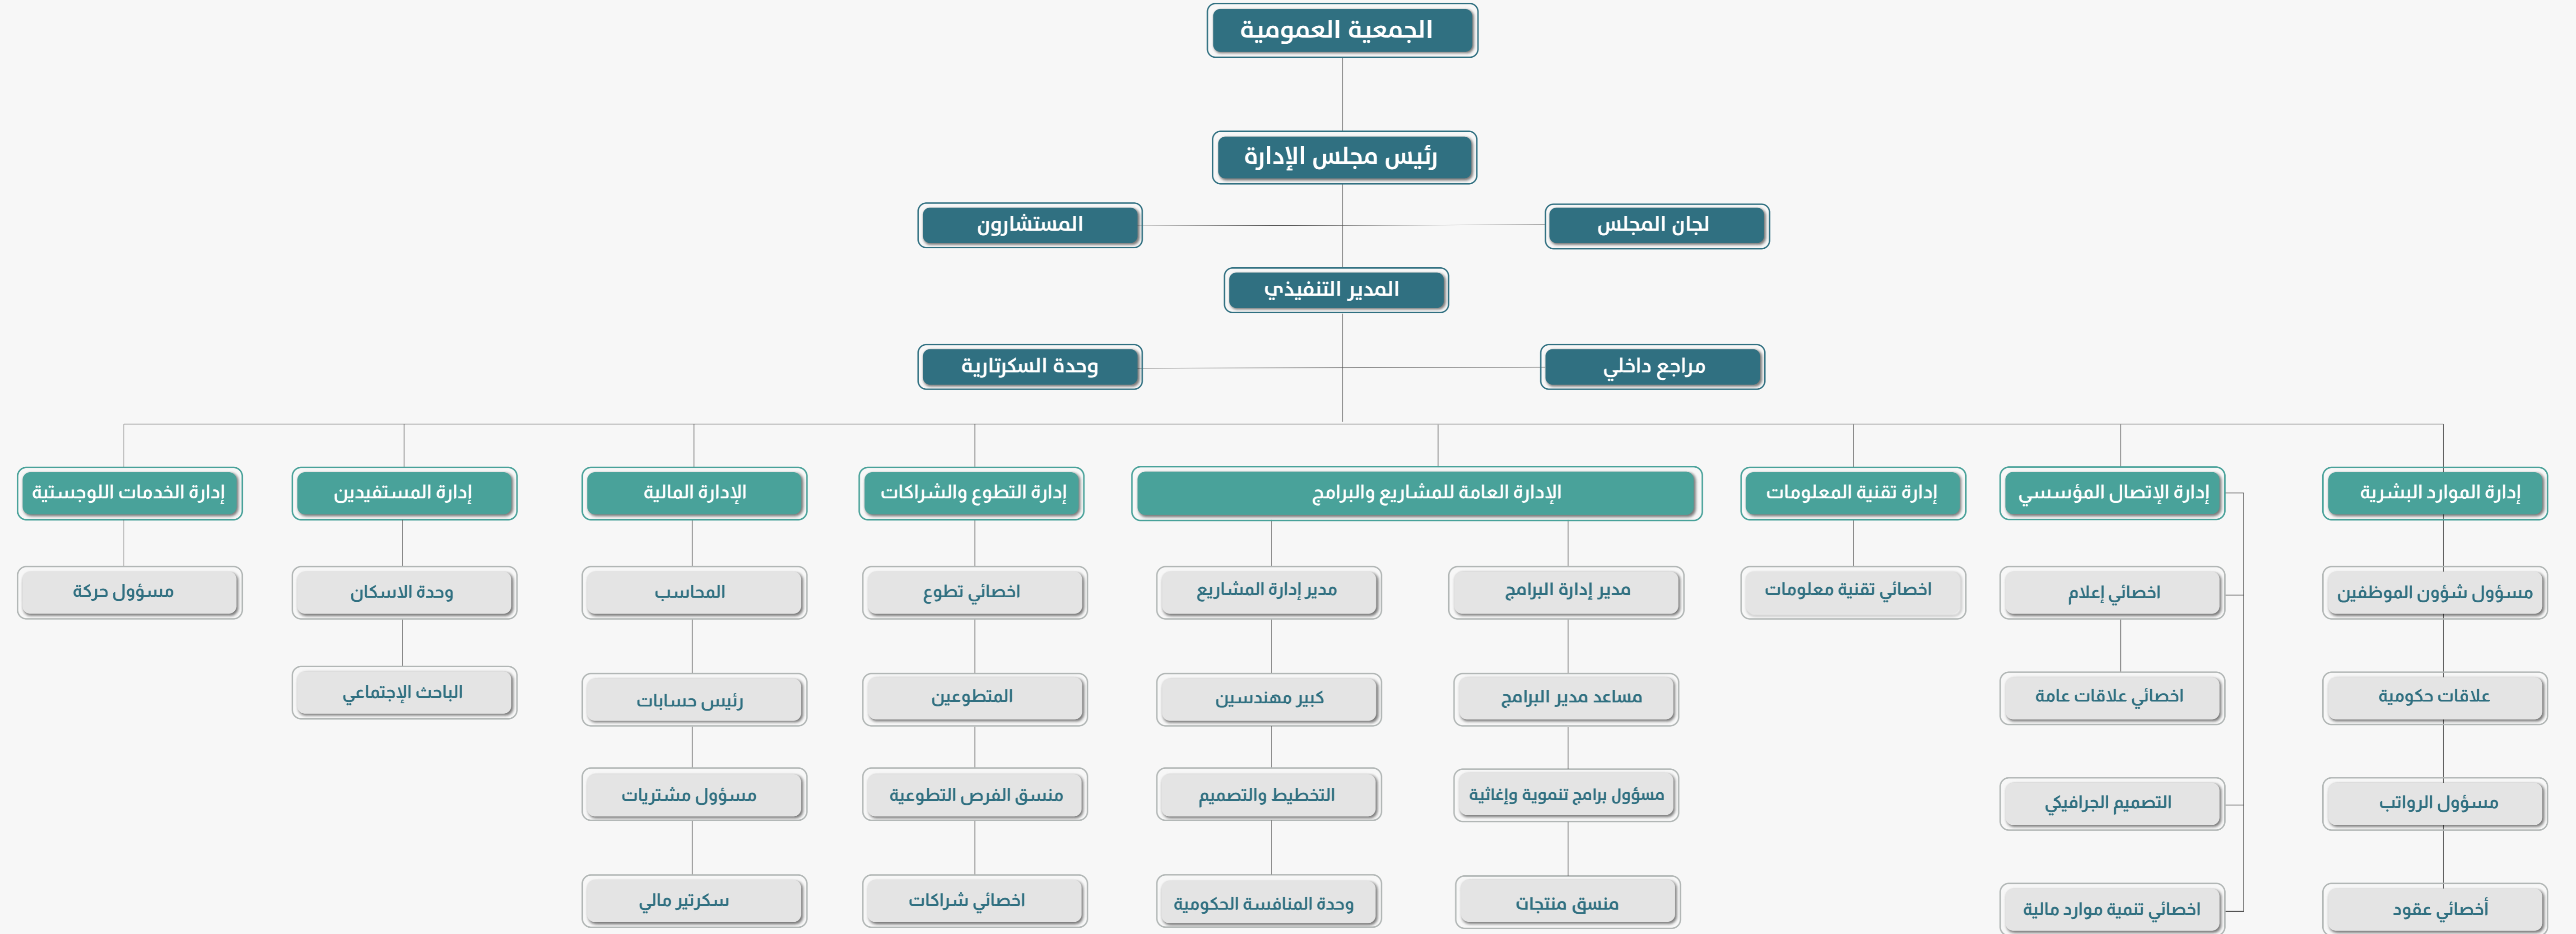 الجمعية العمومية
رئيس مجلس الإدارة
لجان المجلس
المستشارون
المدير التنفيذي
مراجع داخلي
وحدة السكرتارية
إدارة الموارد البشرية
إدارة الإتصال المؤسسي
إدارة تقنية المعلومات
الإدارة العامة للمشاريع والبرامج
إدارة التطوع والشراكات
الإدارة المالية
إدارة المستفيدين
إدارة الخدمات اللوجستية
مسؤول شؤون الموظفين
اخصائي إعلام
اخصائي تقنية معلومات
مدير إدارة البرامج
مدير إدارة المشاريع
اخصائي تطوع
المحاسب
وحدة الاسكان
مسؤول حركة
علاقات حكومية
اخصائي علاقات عامة
مساعد مدير البرامج
كبير مهندسين
المتطوعين
رئيس حسابات
الباحث الإجتماعي
مسؤول الرواتب
التصميم الجرافيكي
مسؤول برامج تنموية وإغاثية
التخطيط والتصميم
منسق الفرص التطوعية
مسؤول مشتريات
أخصائي عقود
اخصائي تنمية موارد مالية
منسق منتجات
وحدة المنافسة الحكومية
اخصائي شراكات
سكرتير مالي